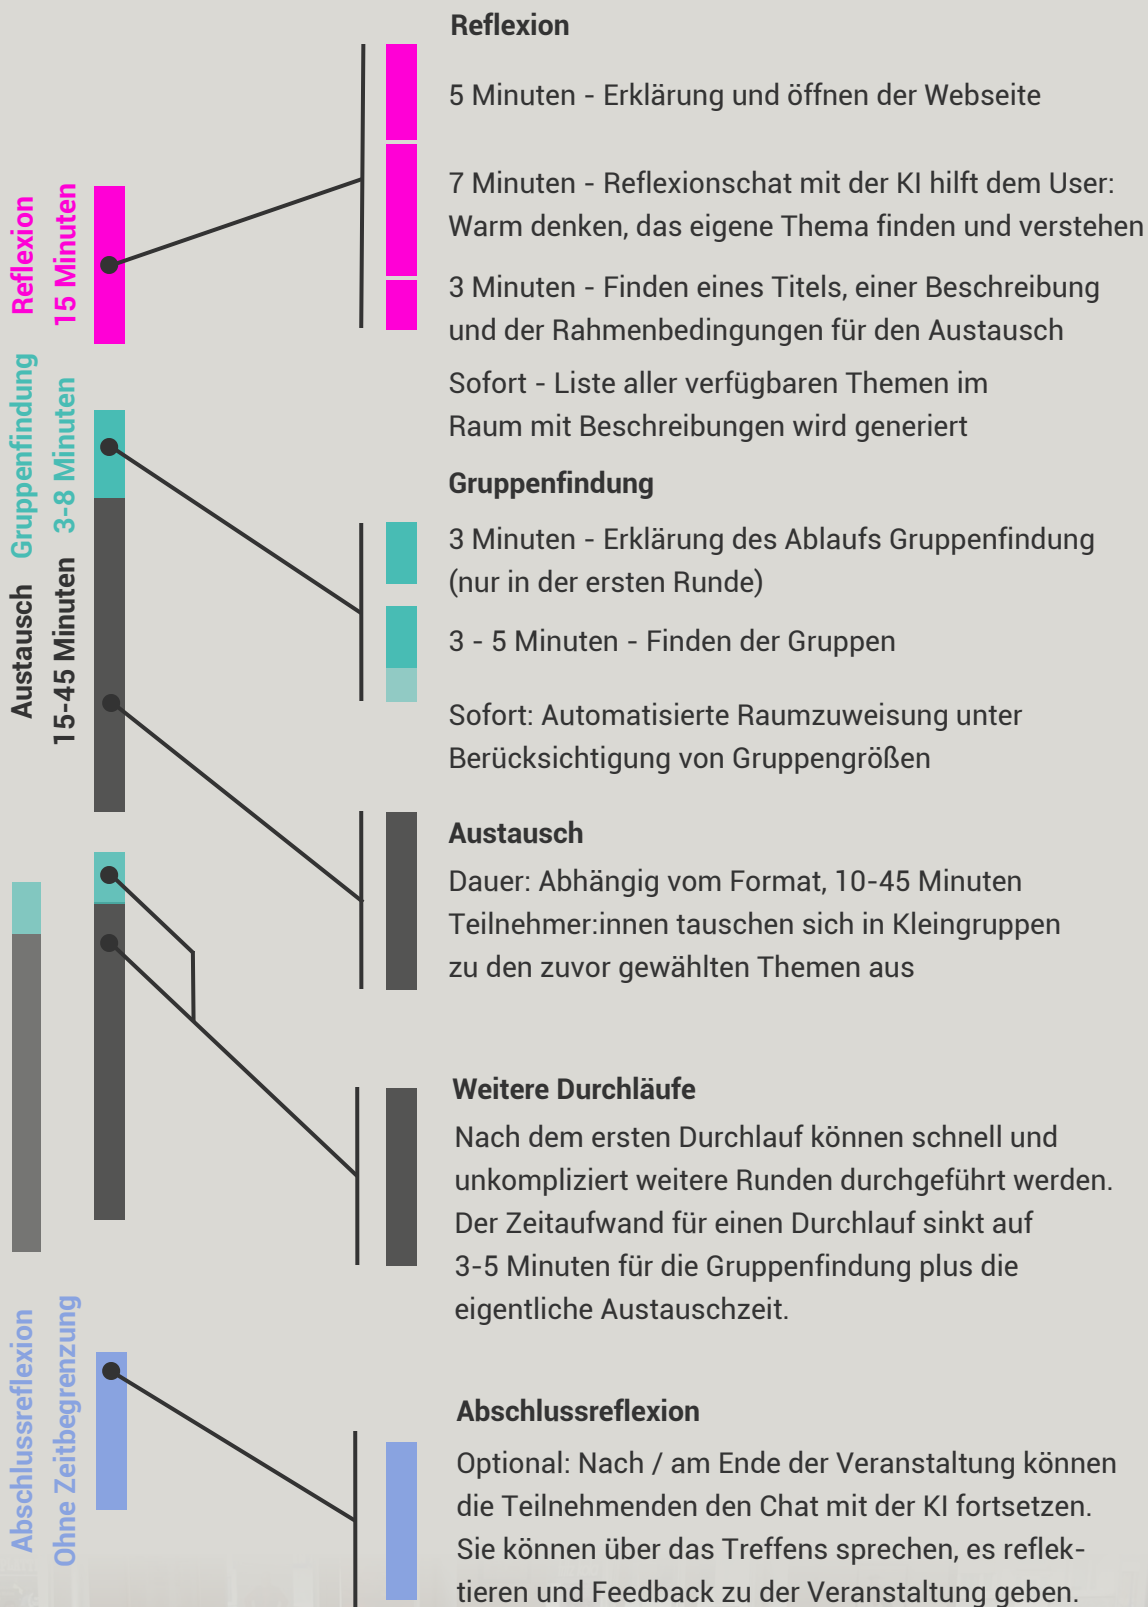 Reflexion
5 Minuten - Erklärung und öffnen der Webseite
7 Minuten - Reflexionschat mit der KI hilft dem User:
Warm denken, das eigene Thema finden und verstehen
3 Minuten - Finden eines Titels, einer Beschreibung
und der Rahmenbedingungen für den Austausch
Sofort - Liste aller verfügbaren Themen im
Raum mit Beschreibungen wird generiert
Reflexion
15 Minuten
Gruppenfindung
3 Minuten - Erklärung des Ablaufs Gruppenfindung
(nur in der ersten Runde)
3 - 5 Minuten - Finden der Gruppen
Sofort: Automatisierte Raumzuweisung unter
Berücksichtigung von Gruppengrößen
Gruppenfindung
3-8 Minuten
Austausch
Dauer: Abhängig vom Format, 10-45 Minuten
Teilnehmer:innen tauschen sich in Kleingruppen
zu den zuvor gewählten Themen aus
Austausch
15-45 Minuten
Weitere Durchläufe
Nach dem ersten Durchlauf können schnell und
unkompliziert weitere Runden durchgeführt werden.
Der Zeitaufwand für einen Durchlauf sinkt auf
3-5 Minuten für die Gruppenfindung plus die
eigentliche Austauschzeit.
Abschlussreflexion
Optional: Nach / am Ende der Veranstaltung können
die Teilnehmenden den Chat mit der KI fortsetzen.
Sie können über das Treffens sprechen, es reflek-
tieren und Feedback zu der Veranstaltung geben.
Abschlussreflexion
Ohne Zeitbegrenzung